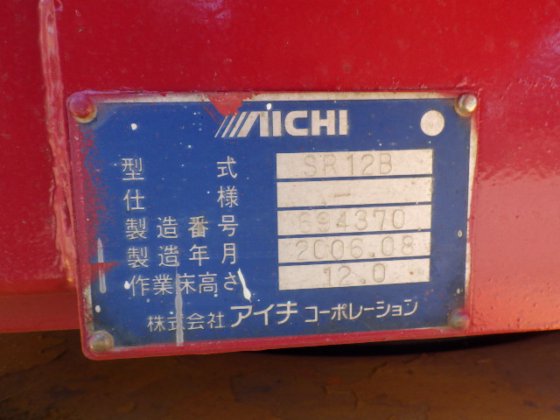 AICHI
型式 SR12B
仕様 -
製造番号 694370
製造年月 2006.08
作業床高さ 12.0
株式会社 アイチ コーポレーション